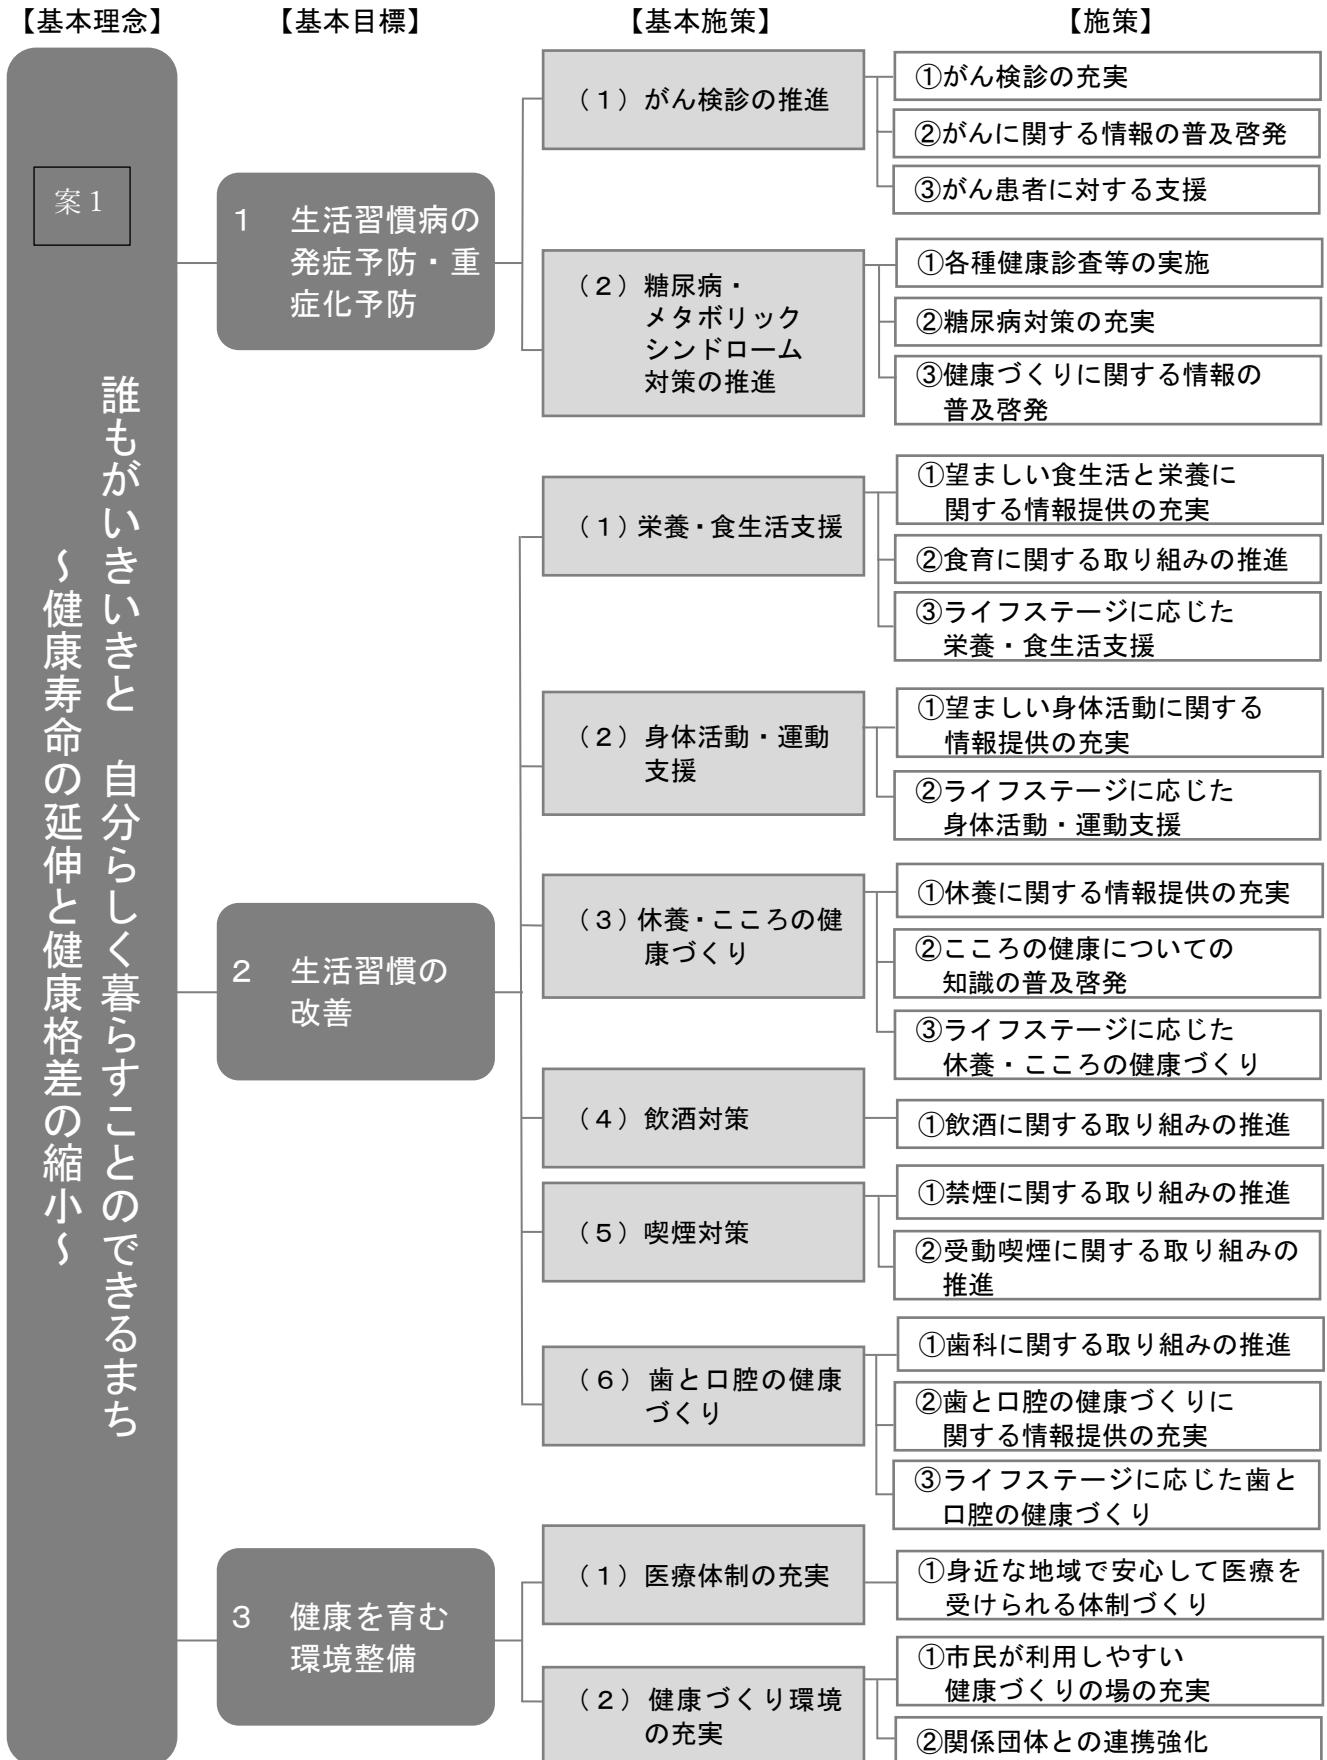 【基本理念】 【基本目標】 【基本施策】 【施策】
案１
誰もがいきいきと　自分らしく暮らすことのできるまち
～健康寿命の延伸と健康格差の縮小～
１　生活習慣病の
発症予防・重
症化予防
（１）がん検診の推進
①がん検診の充実
②がんに関する情報の普及啓発
③がん患者に対する支援
（２）糖尿病・
メタボリック
シンドローム
対策の推進
①各種健康診査等の実施
②糖尿病対策の充実
③健康づくりに関する情報の
普及啓発
２　生活習慣の
改善
（１）栄養・食生活支援
①望ましい食生活と栄養に
関する情報提供の充実
②食育に関する取り組みの推進
③ライフステージに応じた
栄養・食生活支援
（２）身体活動・運動
支援
①望ましい身体活動に関する
情報提供の充実
②ライフステージに応じた
身体活動・運動支援
（３）休養・こころの健
康づくり
①休養に関する情報提供の充実
②こころの健康についての
知識の普及啓発
③ライフステージに応じた
休養・こころの健康づくり
（４）飲酒対策
①飲酒に関する取り組みの推進
（５）喫煙対策
①禁煙に関する取り組みの推進
②受動喫煙に関する取り組みの
推進
（６）歯と口腔の健康
づくり
①歯科に関する取り組みの推進
②歯と口腔の健康づくりに
関する情報提供の充実
③ライフステージに応じた歯と
口腔の健康づくり
３　健康を育む
環境整備
（１）医療体制の充実
①身近な地域で安心して医療を
受けられる体制づくり
（２）健康づくり環境
の充実
①市民が利用しやすい
健康づくりの場の充実
②関係団体との連携強化